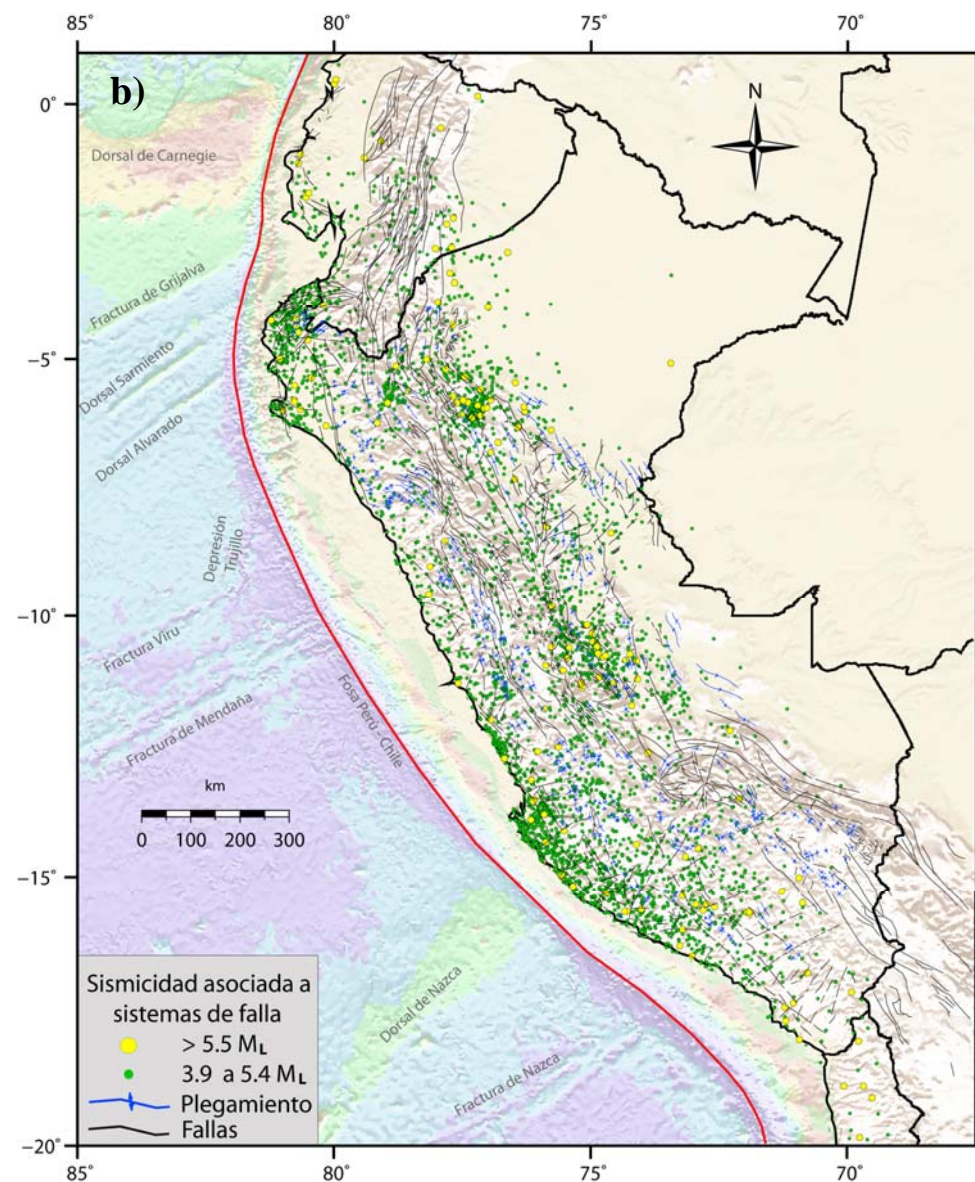 85˚ 80˚ 75˚ 70˚
b)
N
0˚
Dorsal de Carnegie
Fractura de Grijalva
−5˚
Dorsal Sarmiento
Dorsal Alvarado
Depresión
Trujillo
−10˚
Fractura Viru
Fractura de Mendaña
Fosa Perú - Chile
km
0 50 100 200 300
−15˚
Dorsal de Nazca
Fractura de Nazca
Sismicidad asociada a
sistemas de falla
> 5.5 ML
3.9 a 5.4 ML
Plegamiento
Fallas
−20˚
85˚ 80˚ 75˚ 70˚